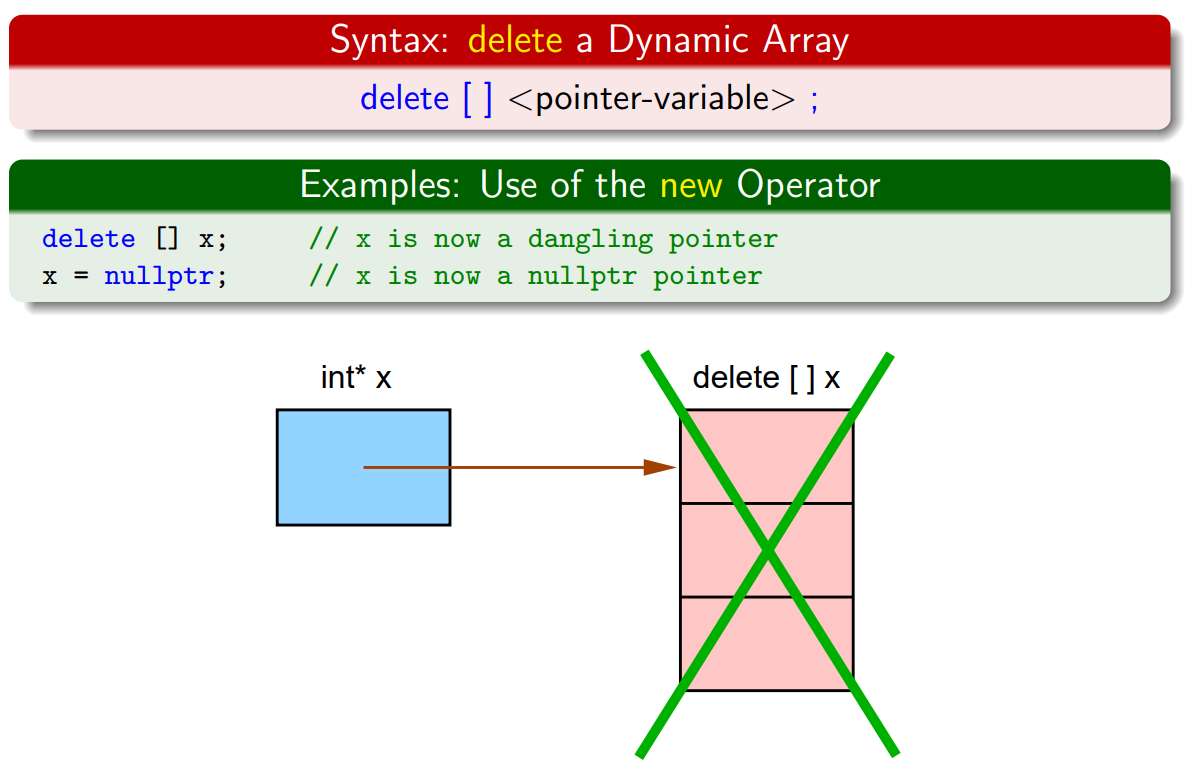 Syntax: delete a Dynamic Array
delete [ ] <pointer-variable> ;
Examples: Use of the new Operator
delete [] x; // x is now a dangling pointer
x = nullptr; // x is now a nullptr pointer
int* x
delete [ ] x